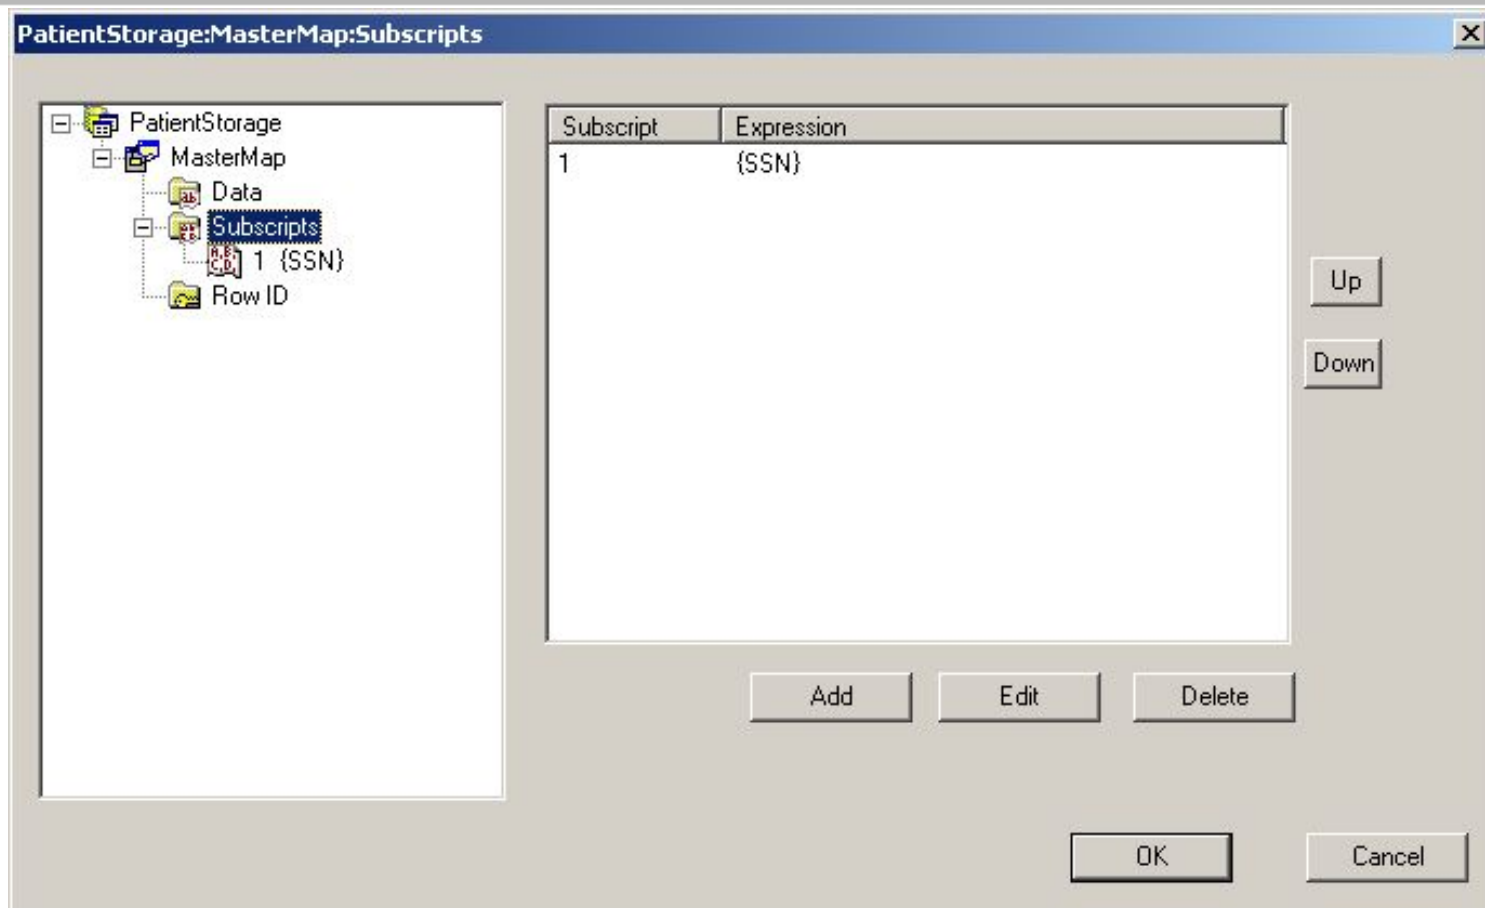 PatientStorage:MasterMap:Subscripts
PatientStorage
MasterMap
Data
Subscripts
1 {SSN}
Row ID
Subscript Expression
1 {SSN}
Up
Down
Add Edit Delete
OK Cancel